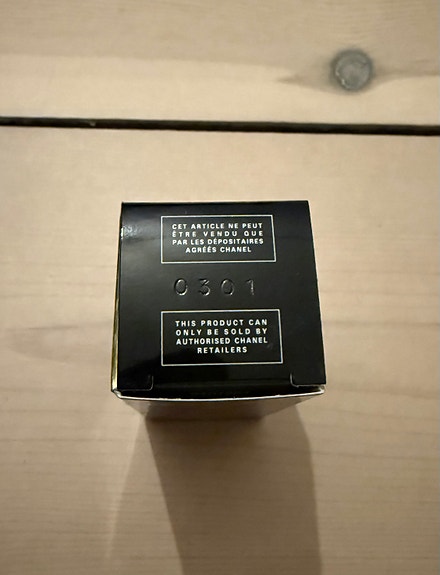 CET ARTICLE NE PEUT
ÊTRE VENDU QUE
PAR LES DÉPOSITAIRES
AGRÉÉS CHANEL
0301
THIS PRODUCT CAN
ONLY BE SOLD BY
AUTHORISED CHANEL
RETAILERS